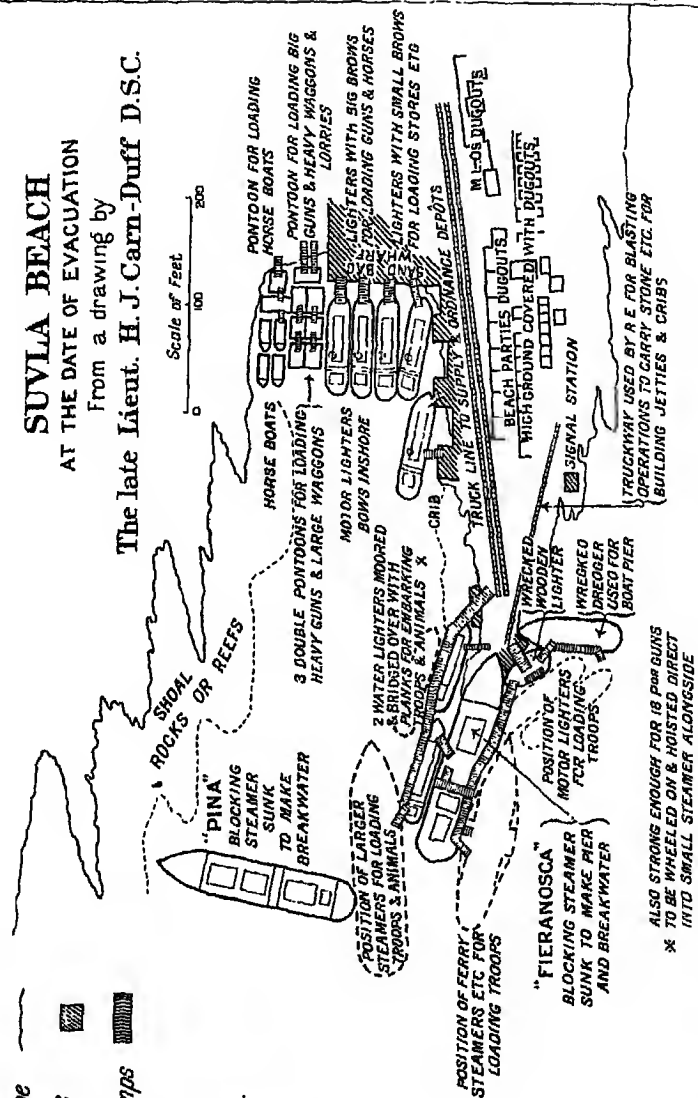 SUVLA BEACH
AT THE DATE OF EVACUATION
From a drawing by
The late Lieut. H. J. Carn-Duff D.S.C.
Scale of Feet
0 100 200
PONTOON FOR LOADING
HORSE BOATS
PONTOON FOR LOADING BIG
GUNS & HEAVY WAGGONS &
LORRIES
LIGHTERS WITH BIG BROWS
FOR LOADING GUNS & HORSES
LIGHTERS WITH SMALL BROWS
FOR LOADING STORES ETC
HORSE BOATS
3 DOUBLE PONTOONS FOR LOADING
HEAVY GUNS & LARGE WAGGONS
MOTOR LIGHTERS
BOWS INSHORE
SHOAL
ROCKS OR REEFS
"PINA"
BLOCKING
STEAMER
SUNK
TO MAKE
BREAKWATER
2 WATER LIGHTERS MOORED
& BRIDGED OVER WITH
PLANKS FOR EMBARKING
TROOPS & ANIMALS *
CRIB
TRUCK LINE TO SUPPLY & ORDINANCE DEPÔTS
M.L.OS DUGOUTS
BEACH PARTIES DUGOUTS
HIGH GROUND COVERED WITH DUGOUTS
SIGNAL STATION
TRUCKWAY USED BY R E FOR BLASTING
OPERATIONS TO CARRY STONE ETC. FOR
BUILDING JETTIES & CRIBS
WRECKED
WOODEN
LIGHTER
WRECKED
DREDGER
USED FOR
BOAT PIER
POSITION OF LARGER
STEAMERS FOR LOADING
TROOPS & ANIMALS
POSITION OF
MOTOR LIGHTERS
FOR LOADING
TROOPS
POSITION OF FERRY
STEAMERS ETC FOR
LOADING TROOPS
"FIERANOSCA"
BLOCKING STEAMER
SUNK TO MAKE PIER
AND BREAKWATER
ALSO STRONG ENOUGH FOR 18 PDR GUNS
* TO BE WHEELED ON & HOISTED DIRECT
INTO SMALL STEAMER ALONGSIDE